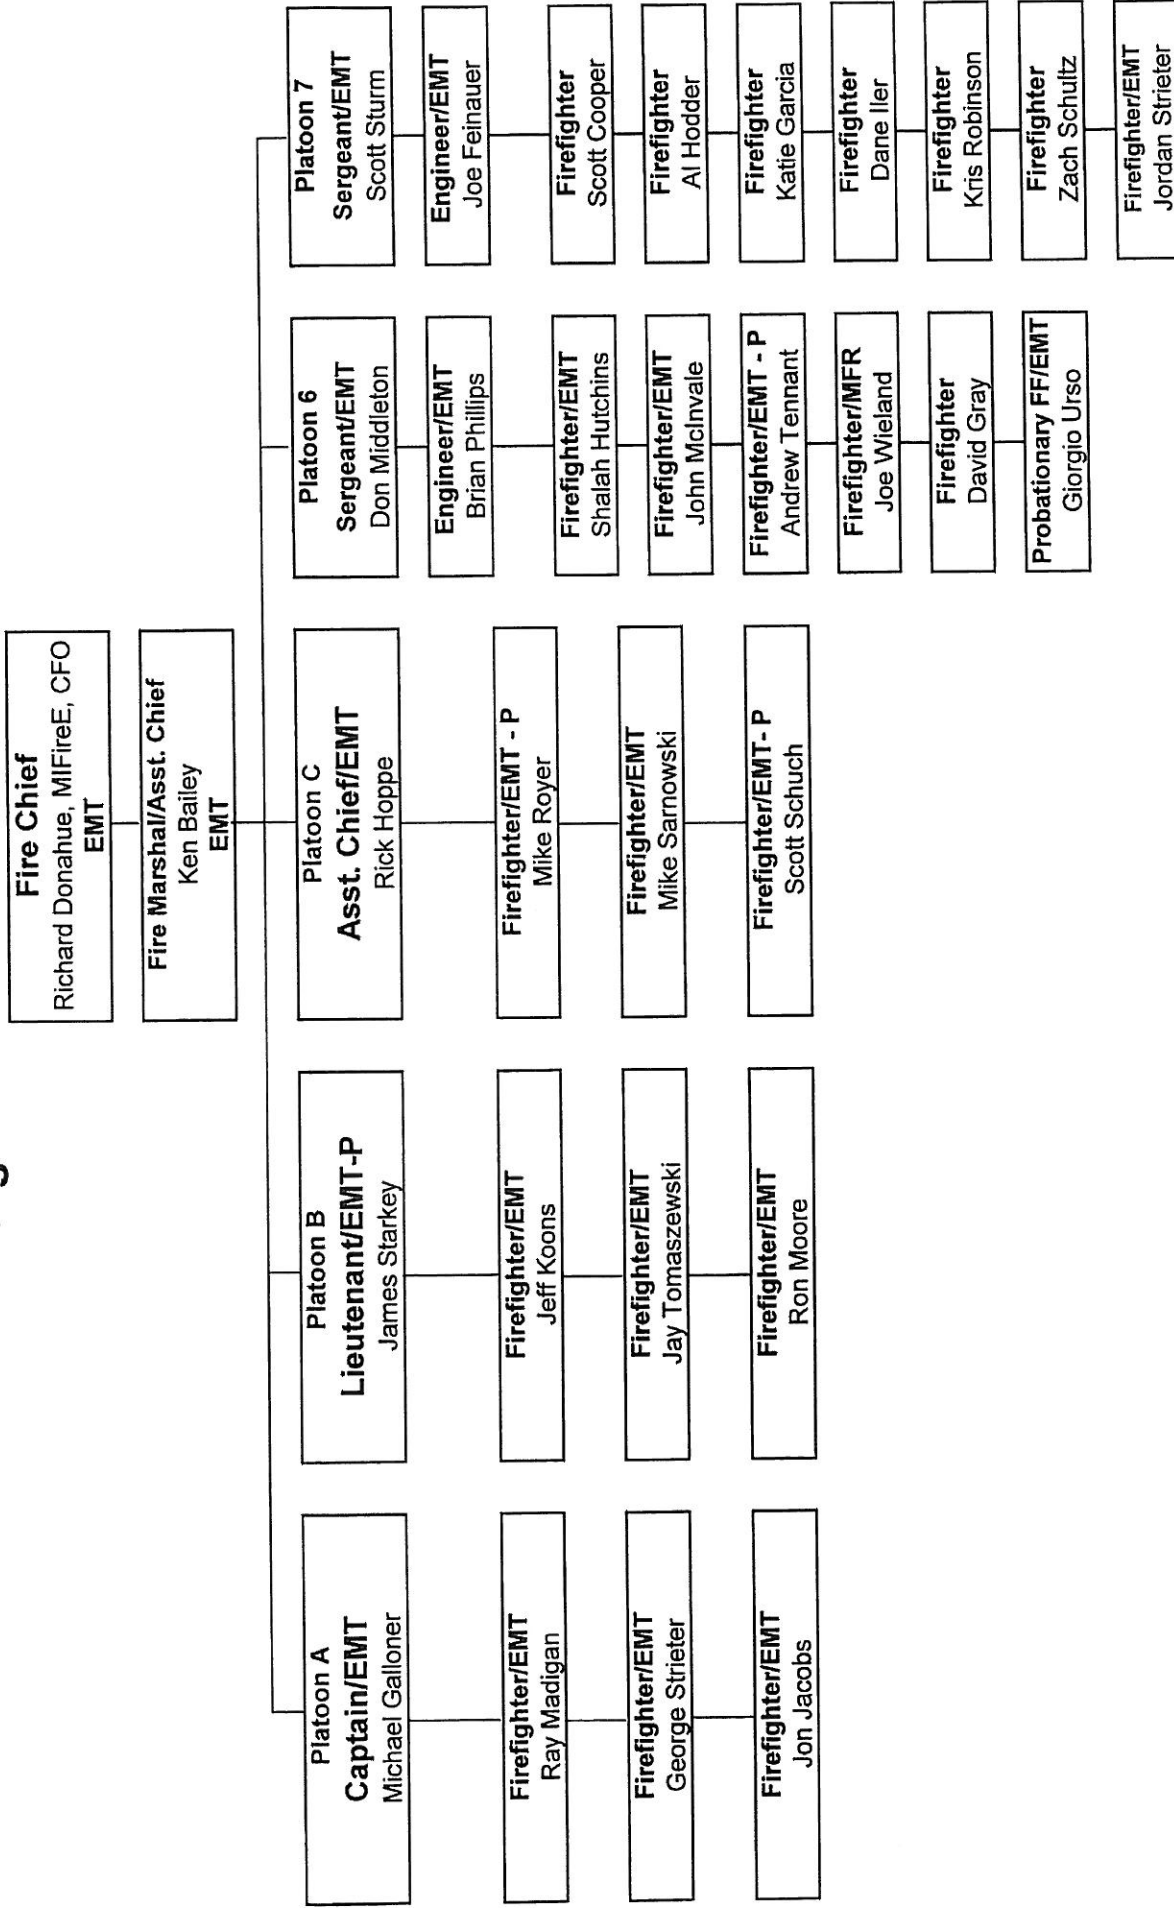 Fire Chief
Richard Donahue, MIFireE, CFO
EMT
Fire Marshal/Asst. Chief
Ken Bailey
EMT
Platoon A
Captain/EMT
Michael Galloner
Firefighter/EMT
Ray Madigan
Firefighter/EMT
George Strieter
Firefighter/EMT
Jon Jacobs
Platoon B
Lieutenant/EMT-P
James Starkey
Firefighter/EMT
Jeff Koons
Firefighter/EMT
Jay Tomaszewski
Firefighter/EMT
Ron Moore
Platoon C
Asst. Chief/EMT
Rick Hoppe
Firefighter/EMT - P
Mike Royer
Firefighter/EMT
Mike Sarnowski
Firefighter/EMT- P
Scott Schuch
Platoon 6
Sergeant/EMT
Don Middleton
Engineer/EMT
Brian Phillips
Firefighter/EMT
Shalah Hutchins
Firefighter/EMT
John McInvale
Firefighter/EMT - P
Andrew Tennant
Firefighter/MFR
Joe Wieland
Firefighter
David Gray
Probationary FF/EMT
Giorgio Urso
Platoon 7
Sergeant/EMT
Scott Sturm
Engineer/EMT
Joe Feinauer
Firefighter
Scott Cooper
Firefighter
Al Hodder
Firefighter
Katie Garcia
Firefighter
Dane Iler
Firefighter
Kris Robinson
Firefighter
Zach Schultz
Firefighter/EMT
Jordan Strieter